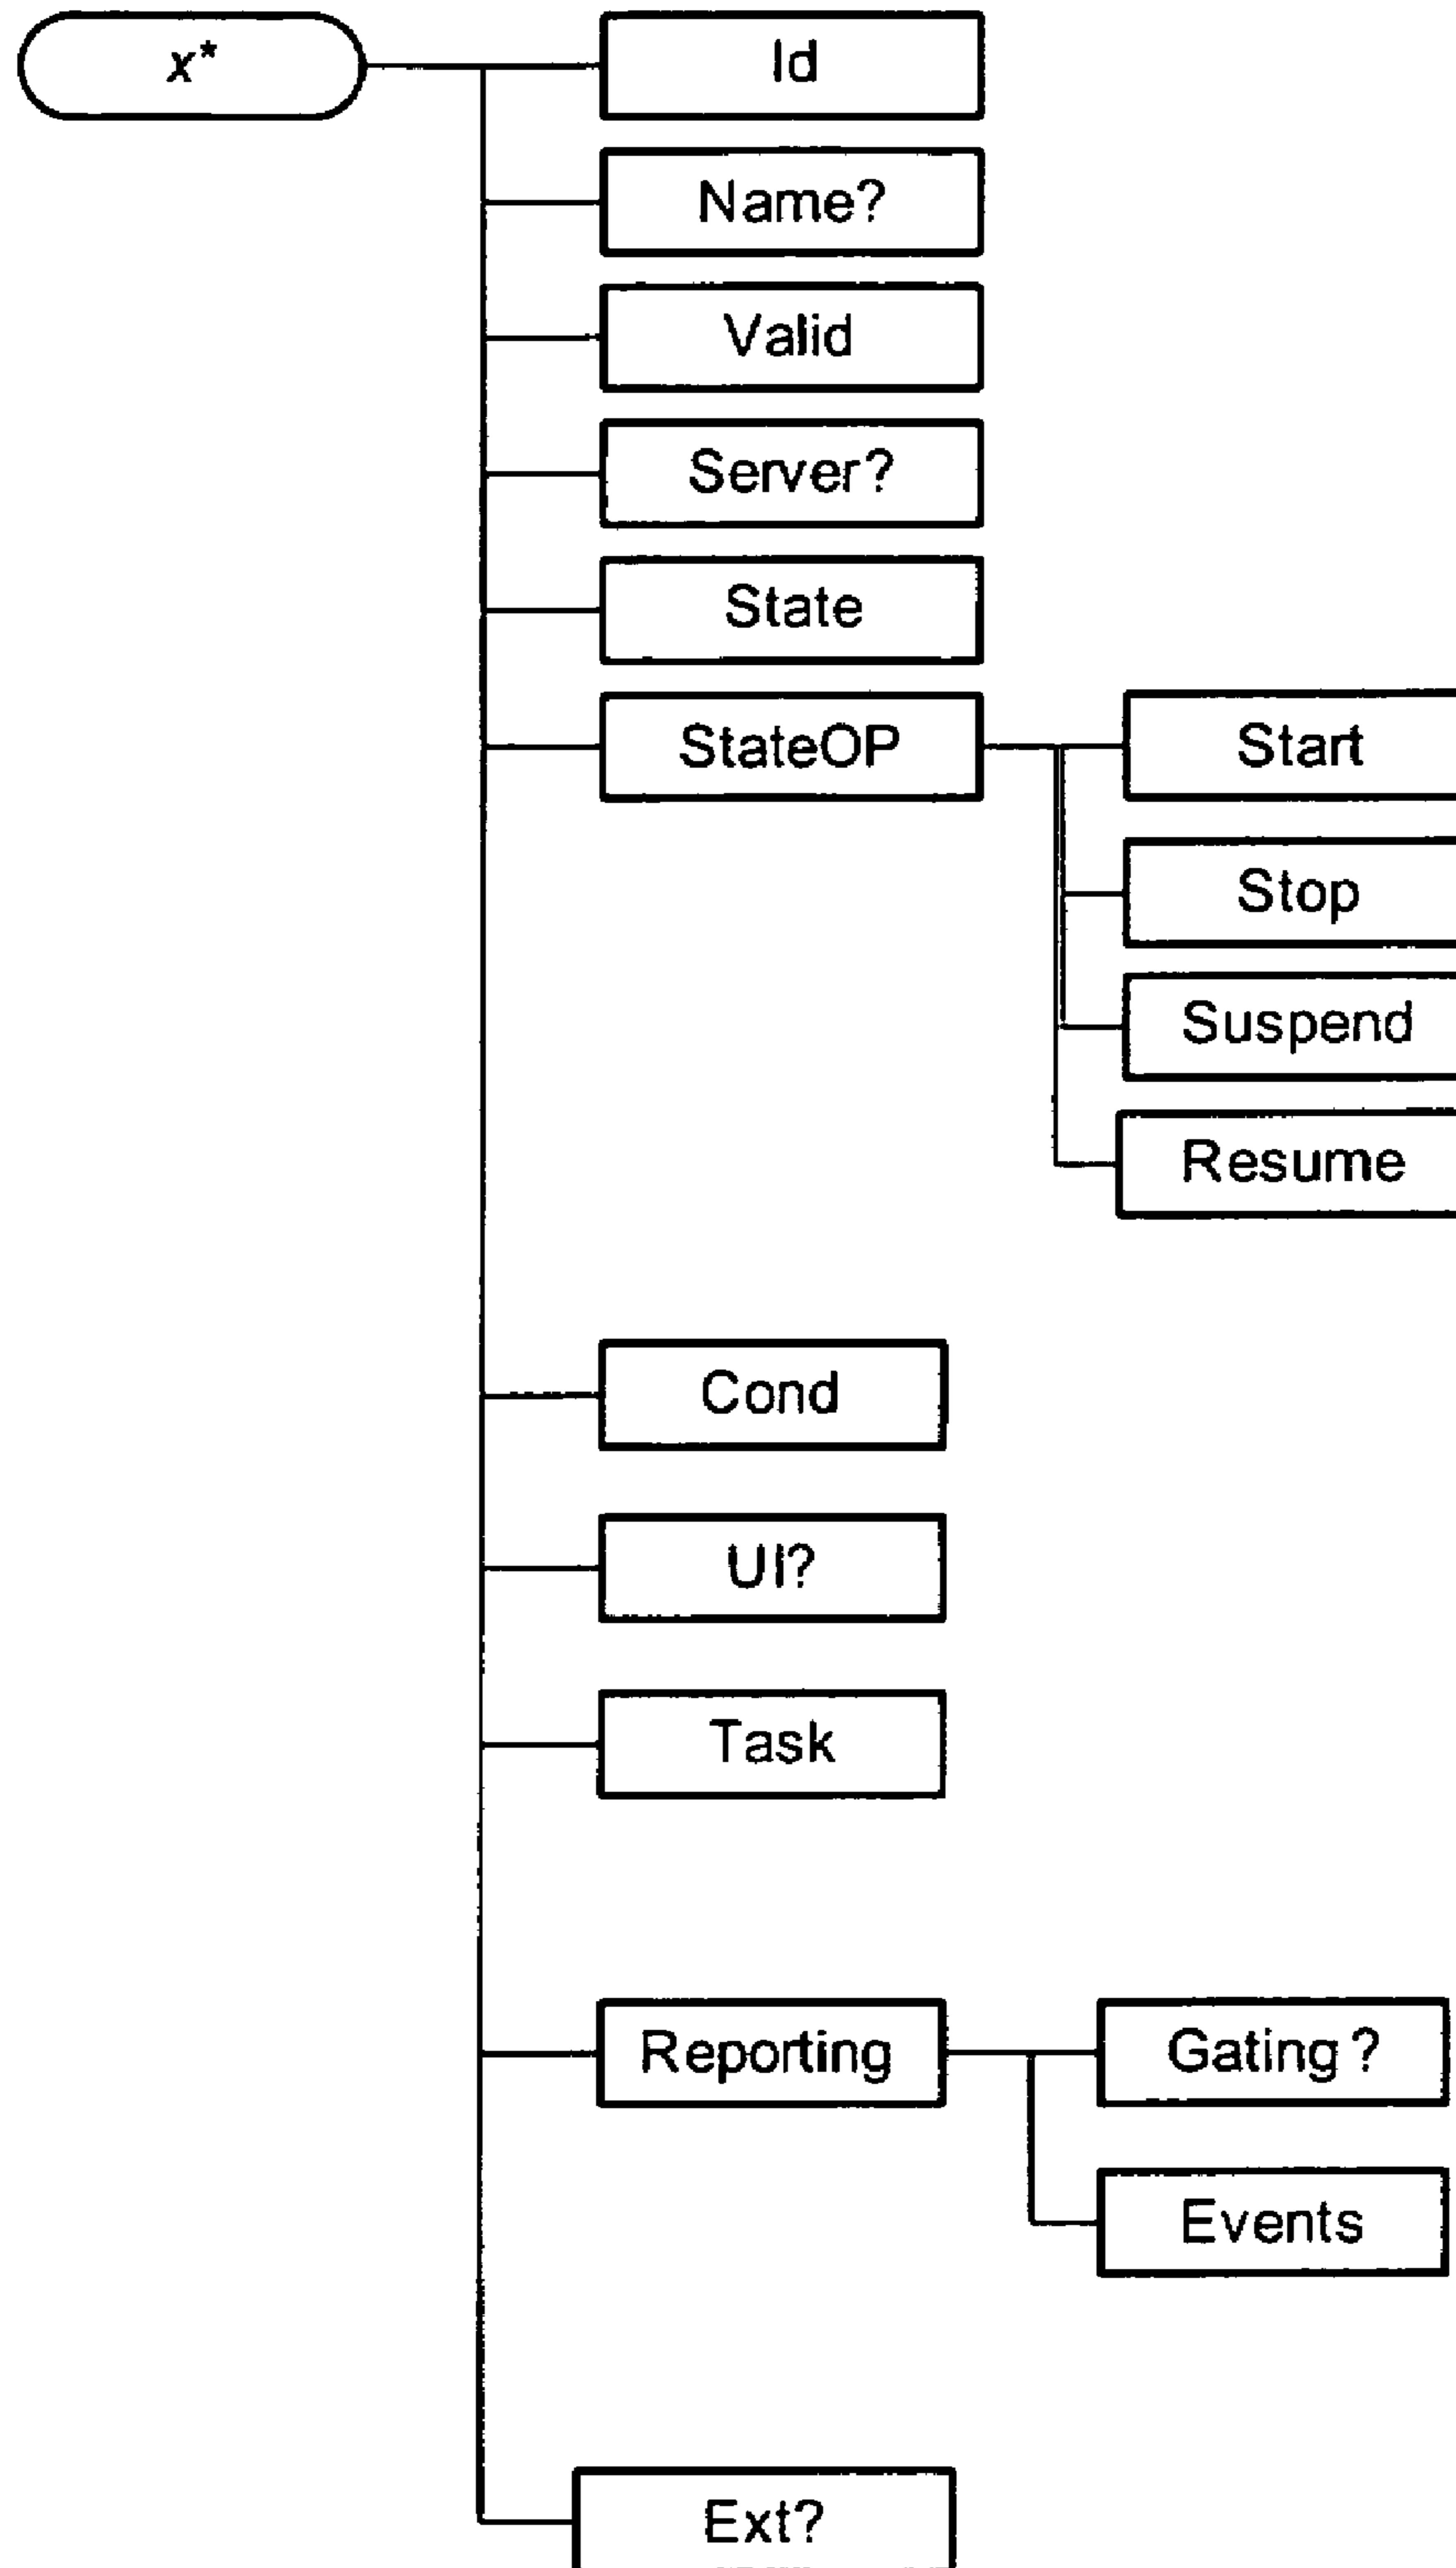 x*
Id
Name?
Valid
Server?
State
StateOP
Start
Stop
Suspend
Resume
Cond
UI?
Task
Reporting
Gating ?
Events
Ext?